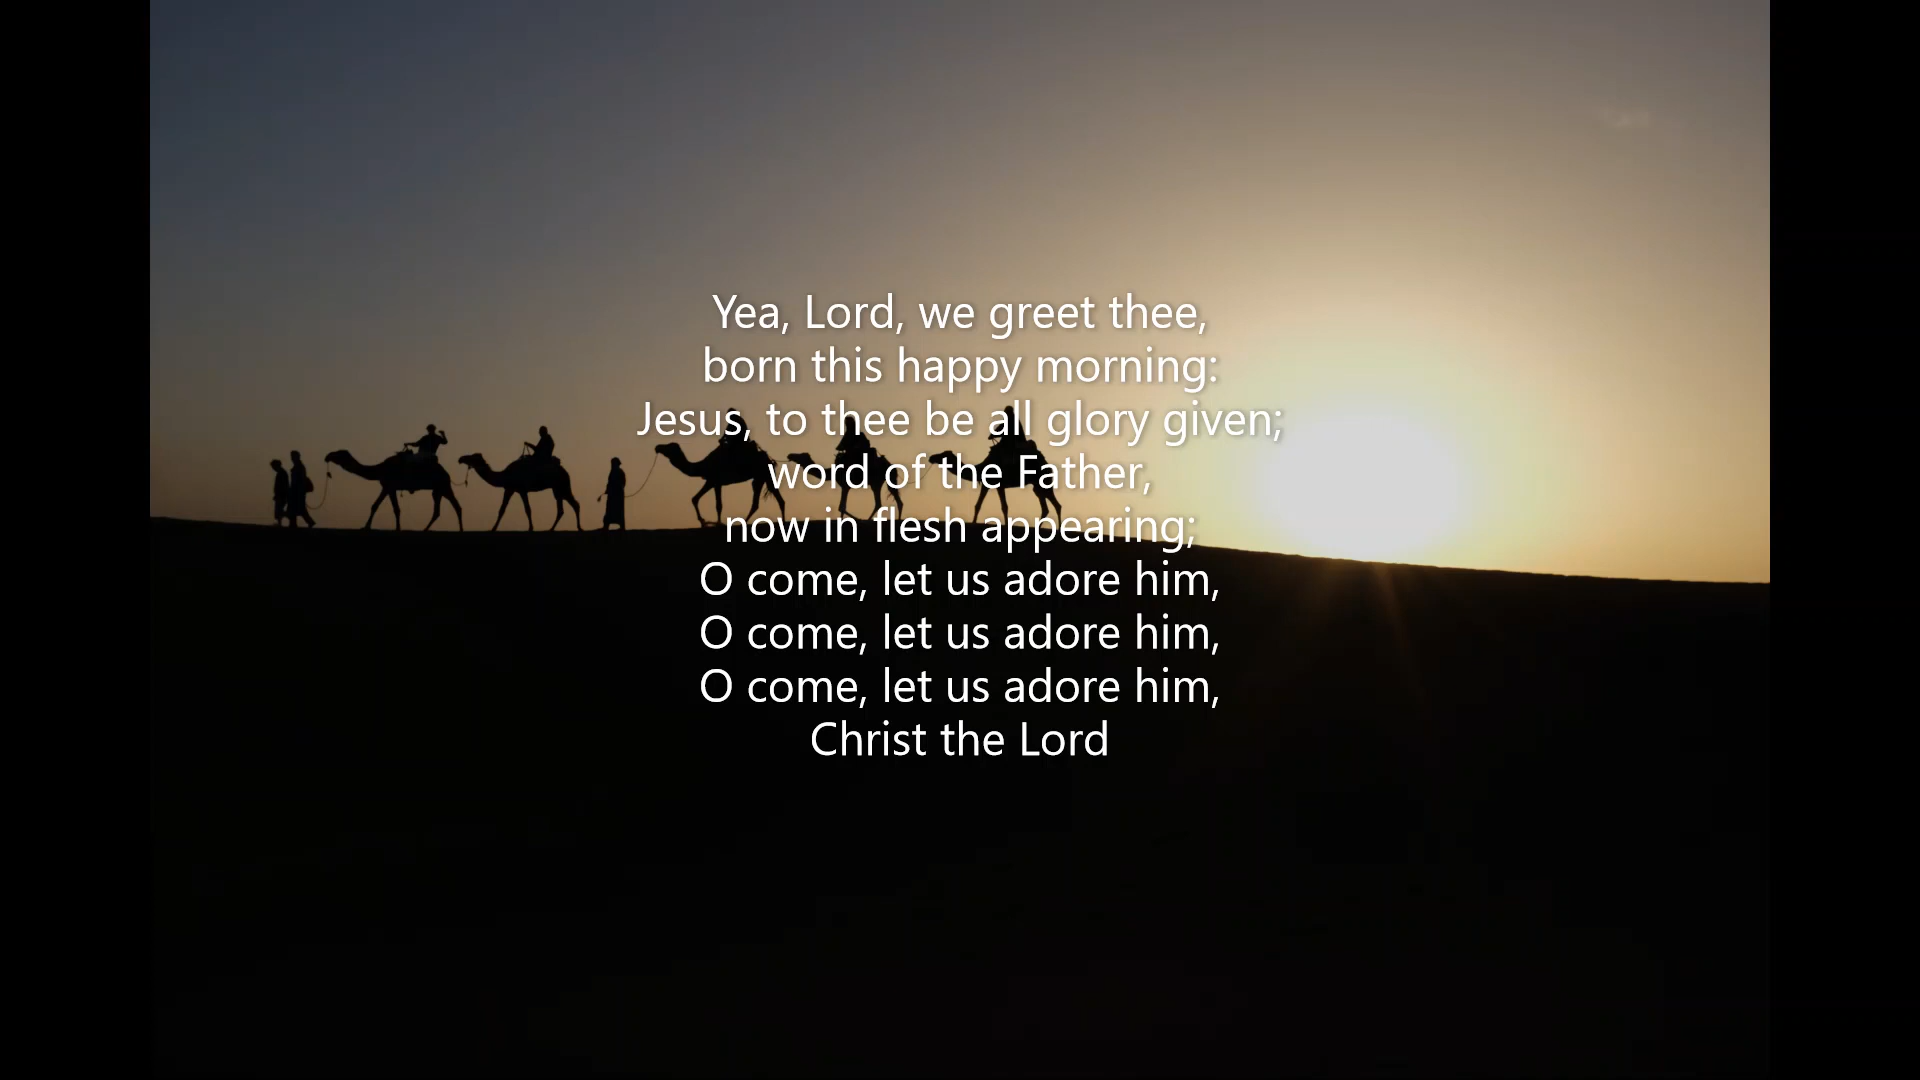 Yea, Lord, we greet thee,
born this happy morning:
Jesus, to thee be all glory given;
word of the Father,
now in flesh appearing;
O come, let us adore him,
O come, let us adore him,
O come, let us adore him,
Christ the Lord